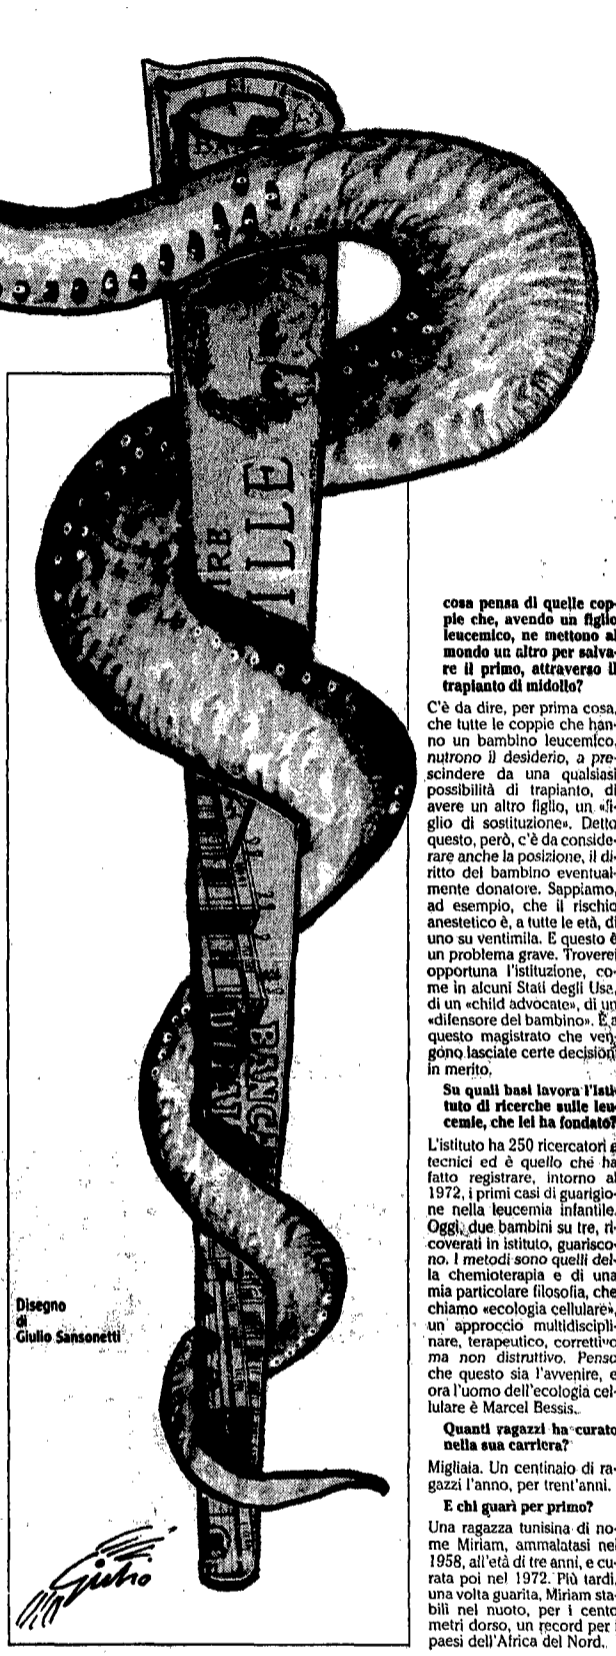 BA
LIRE
MILLE
BANCA
Disegno
di
Giulio Sansonetti
Giulio
cosa pensa di quelle cop-
pie che, avendo un figlio
leucemico, ne mettono al
mondo un altro per salva-
re il primo, attraverso il
trapianto di midollo?
C'è da dire, per prima cosa,
che tutte le coppie che han-
no un bambino leucemico,
nutrono il desiderio, a pre-
scindere da una qualsiasi
possibilità di trapianto, di
avere un altro figlio, un «fi-
glio di sostituzione». Detto
questo, però, c'è da conside-
rare anche la posizione, il di-
ritto del bambino eventual-
mente donatore. Sappiamo,
ad esempio, che il rischio
anestetico è, a tutte le età, di
uno su ventimila. E questo è
un problema grave. Troverei
opportuna l'istituzione, co-
me in alcuni Stati degli Usa,
di un «child advocate», di un
«difensore del bambino». È a
questo magistrato che ven-
gono lasciate certe decisioni
in merito.
Su quali basi lavora l'Isti-
tuto di ricerche sulle leu-
cemie, che lei ha fondato?
L'istituto ha 250 ricercatori e
tecnici ed è quello che ha
fatto registrare, intorno al
1972, i primi casi di guarigio-
ne nella leucemia infantile.
Oggi, due bambini su tre, ri-
coverati in istituto, guarisco-
no. I metodi sono quelli del-
la chemioterapia e di una
mia particolare filosofia, che
chiamo «ecologia cellulare»,
un approccio multidiscipli-
nare, terapeutico, correttivo
ma non distruttivo. Penso
che questo sia l'avvenire, e
ora l'uomo dell'ecologia cel-
lulare è Marcel Bessis.
Quanti ragazzi ha curato
nella sua carriera?
Migliaia. Un centinaio di ra-
gazzi l'anno, per trent'anni.
E chi guarì per primo?
Una ragazza tunisina di no-
me Miriam, ammalatasi nel
1958, all'età di tre anni, e cu-
rata poi nel 1972. Più tardi,
una volta guarita, Miriam sta-
bilì nel nuoto, per i cento
metri dorso, un record per i
paesi dell'Africa del Nord.